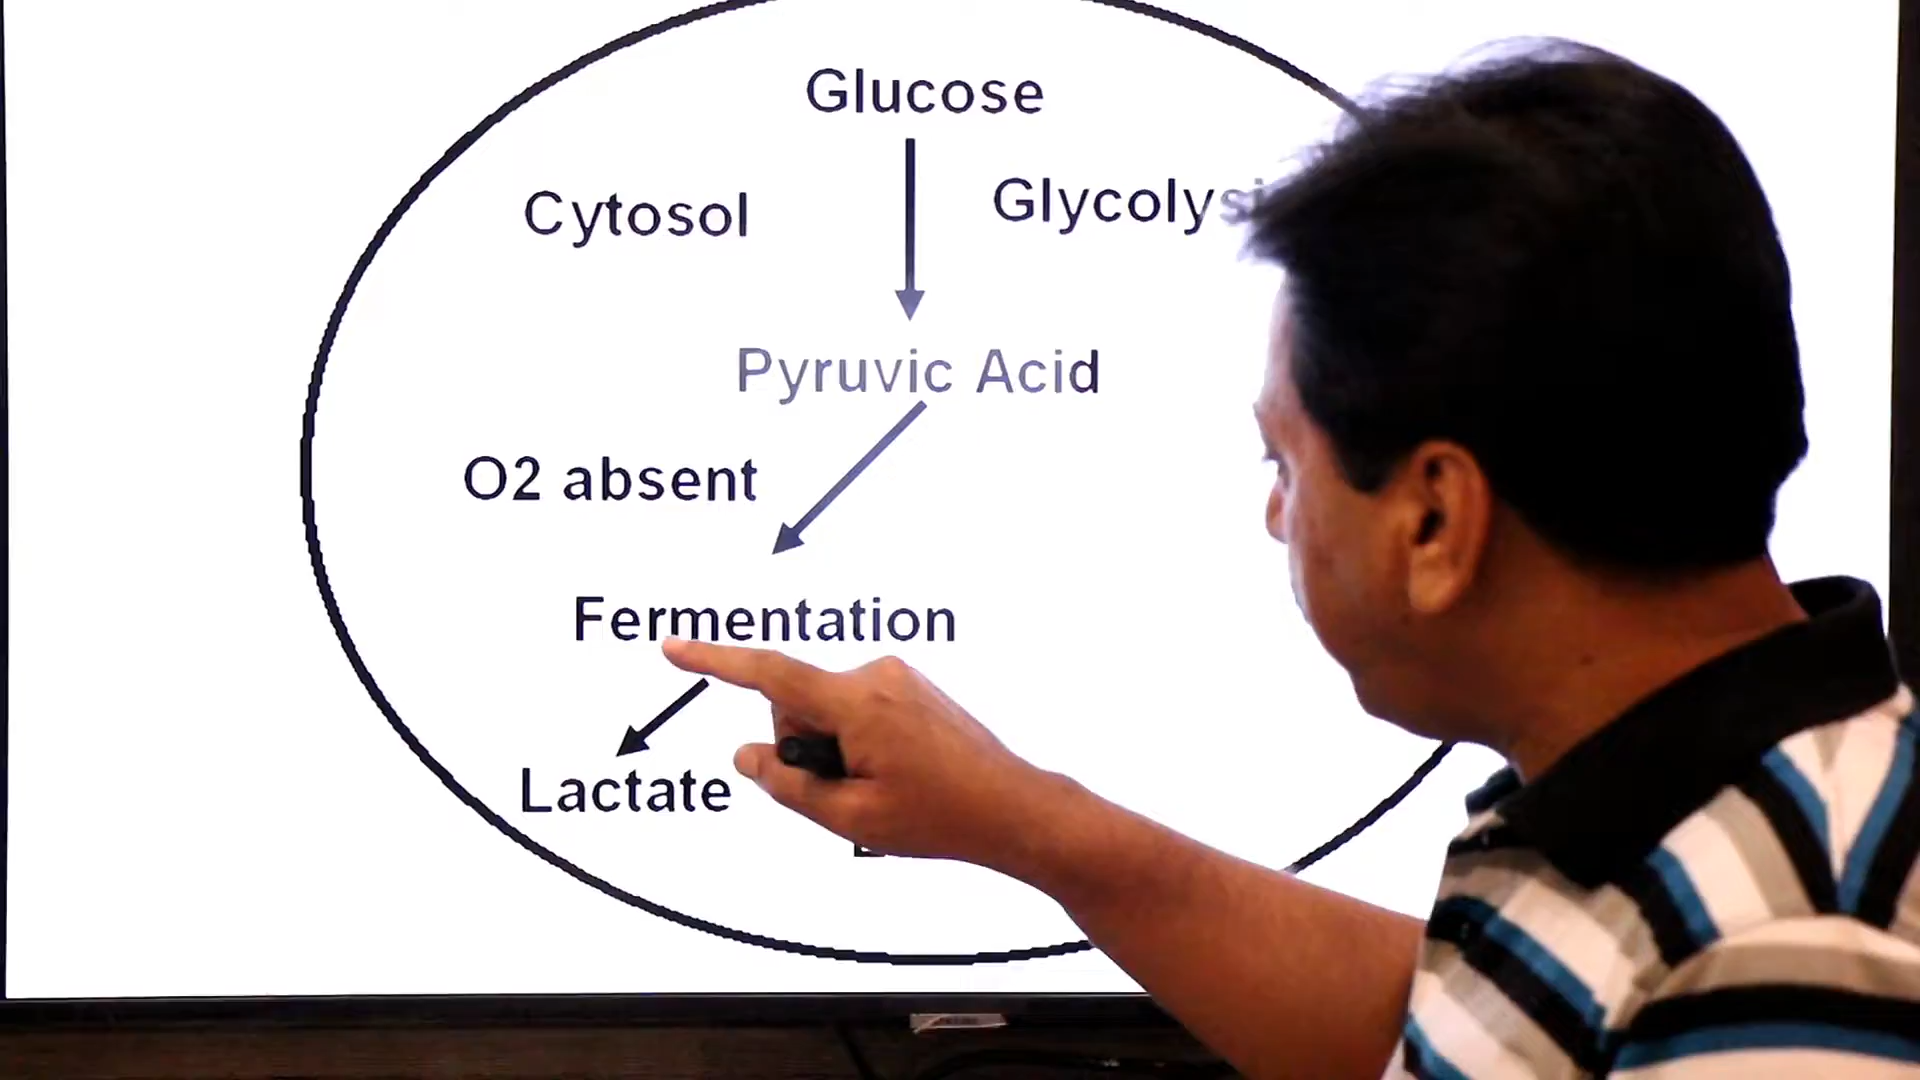 Glucose
Cytosol
Pyruvic Acid
O2 absent
Fermentation
Lactate